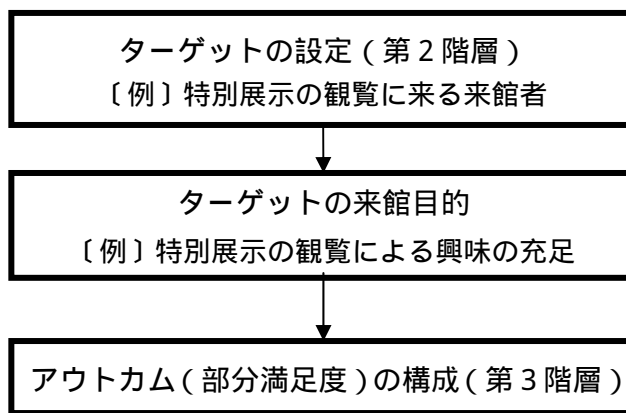 ターゲットの設定（第２階層）
〔例〕特別展示の観覧に来る来館者
ターゲットの来館目的
〔例〕特別展示の観覧による興味の充足
アウトカム（部分満足度）の構成（第３階層）